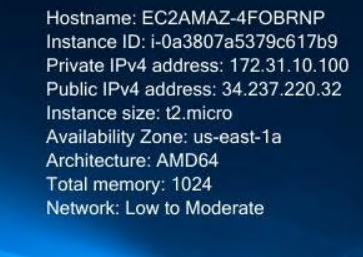 Hostname: EC2AMAZ-4FOBRNP
Instance ID: i-0a3807a5379c617b9
Private IPv4 address: 172.31.10.100
Public IPv4 address: 34.237.220.32
Instance size: t2.micro
Availability Zone: us-east-1a
Architecture: AMD64
Total memory: 1024
Network: Low to Moderate